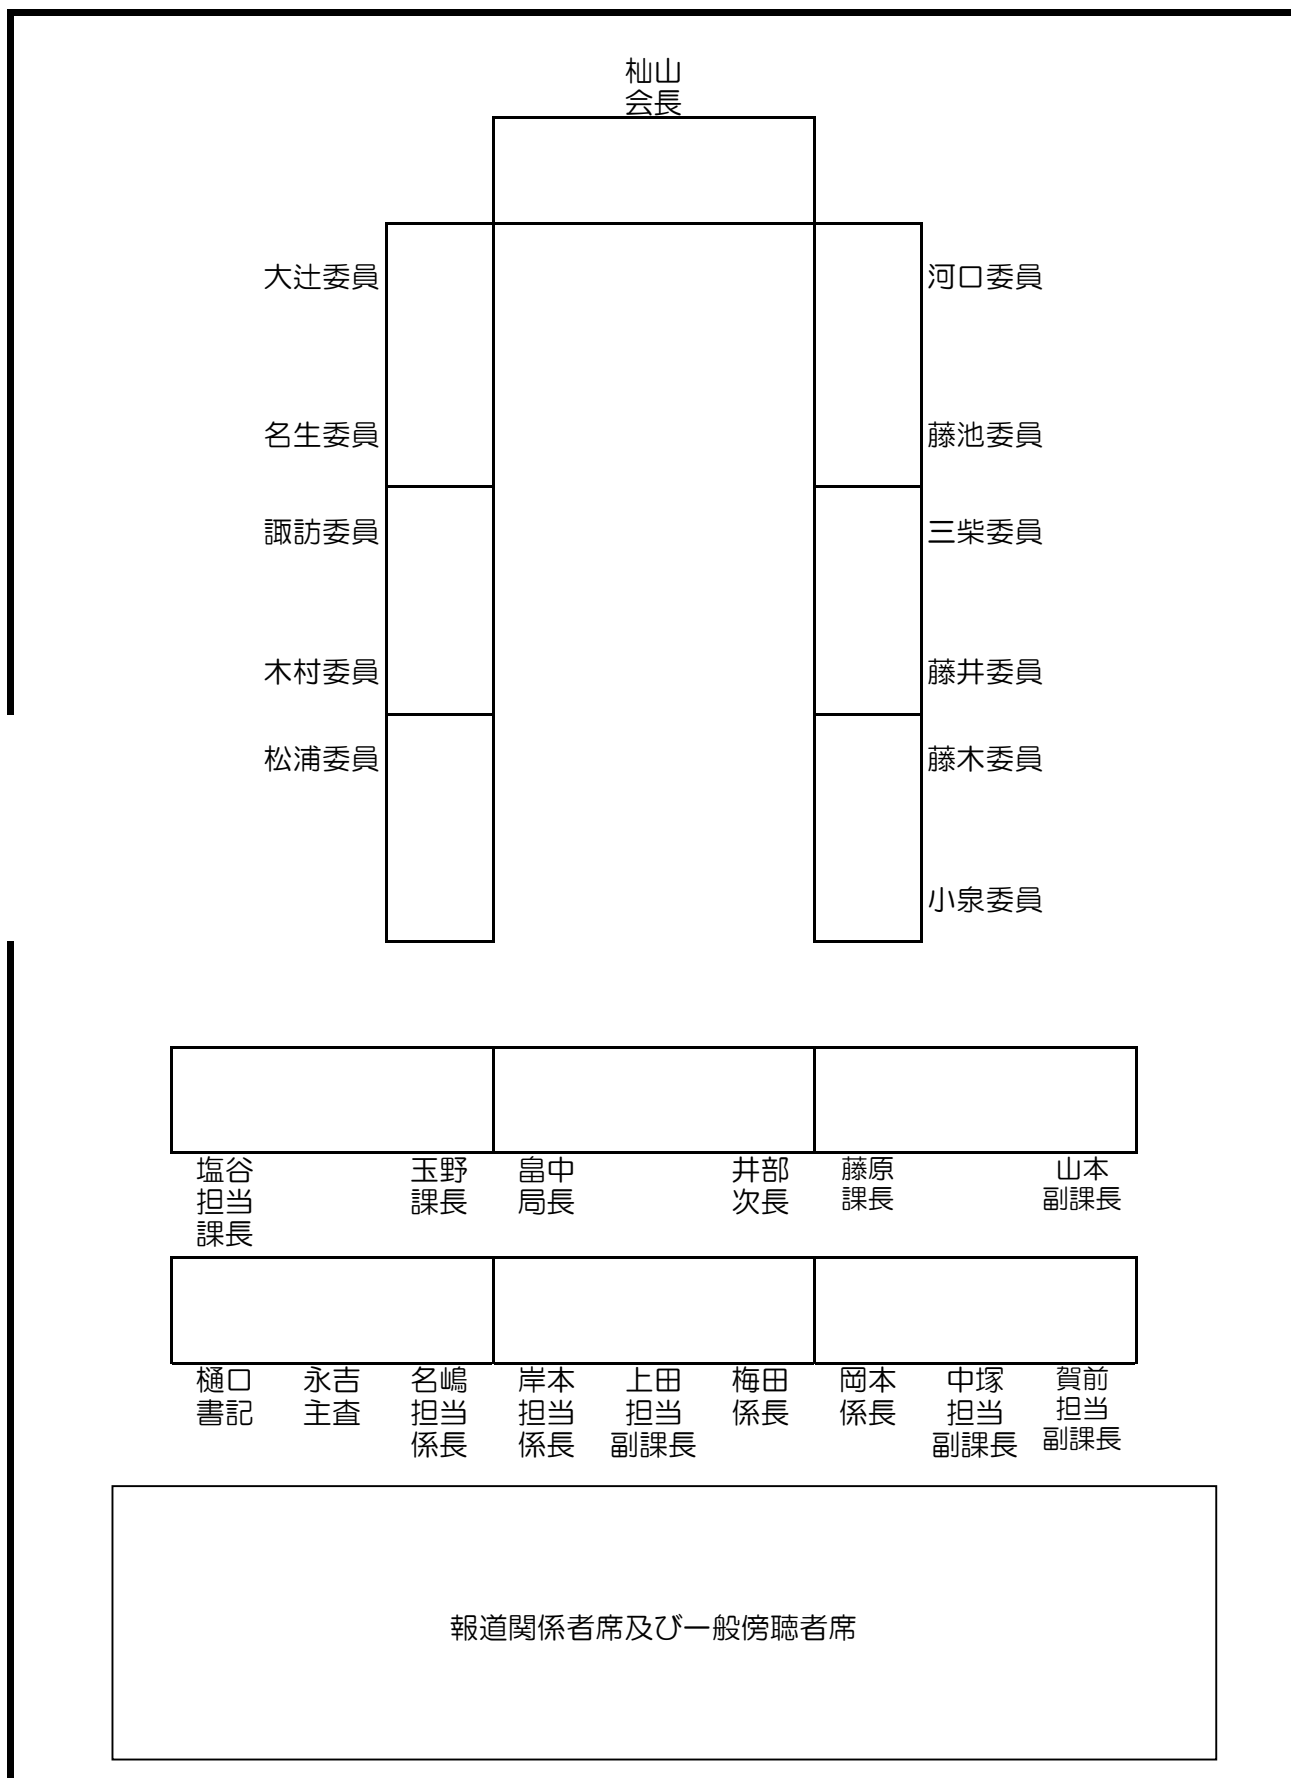 杣山
会長
大辻委員
河口委員
名生委員
藤池委員
諏訪委員
三柴委員
木村委員
藤井委員
松浦委員
藤木委員
小泉委員
塩谷
担当
課長
玉野
課長
畠中
局長
井部
次長
藤原
課長
山本
副課長
樋口
書記
永吉
主査
名嶋
担当
係長
岸本
担当
係長
上田
担当
副課長
梅田
係長
岡本
係長
中塚
担当
副課長
賀前
担当
副課長
報道関係者席及び一般傍聴者席